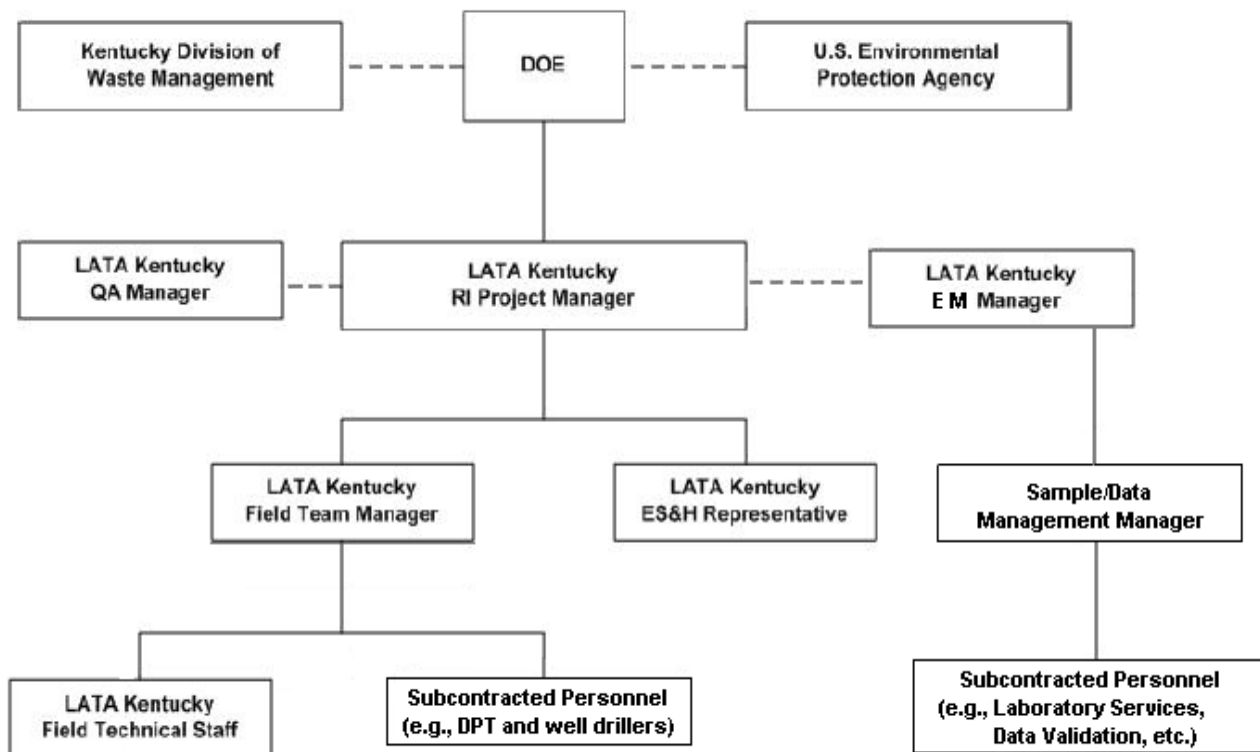 Kentucky Division of
Waste Management
DOE
U.S. Environmental
Protection Agency
LATA Kentucky
QA Manager
LATA Kentucky
RI Project Manager
LATA Kentucky
E M Manager
LATA Kentucky
Field Team Manager
LATA Kentucky
ES&H Representative
Sample/Data
Management Manager
LATA Kentucky
Field Technical Staff
Subcontracted Personnel
(e.g., DPT and well drillers)
Subcontracted Personnel
(e.g., Laboratory Services,
Data Validation, etc.)